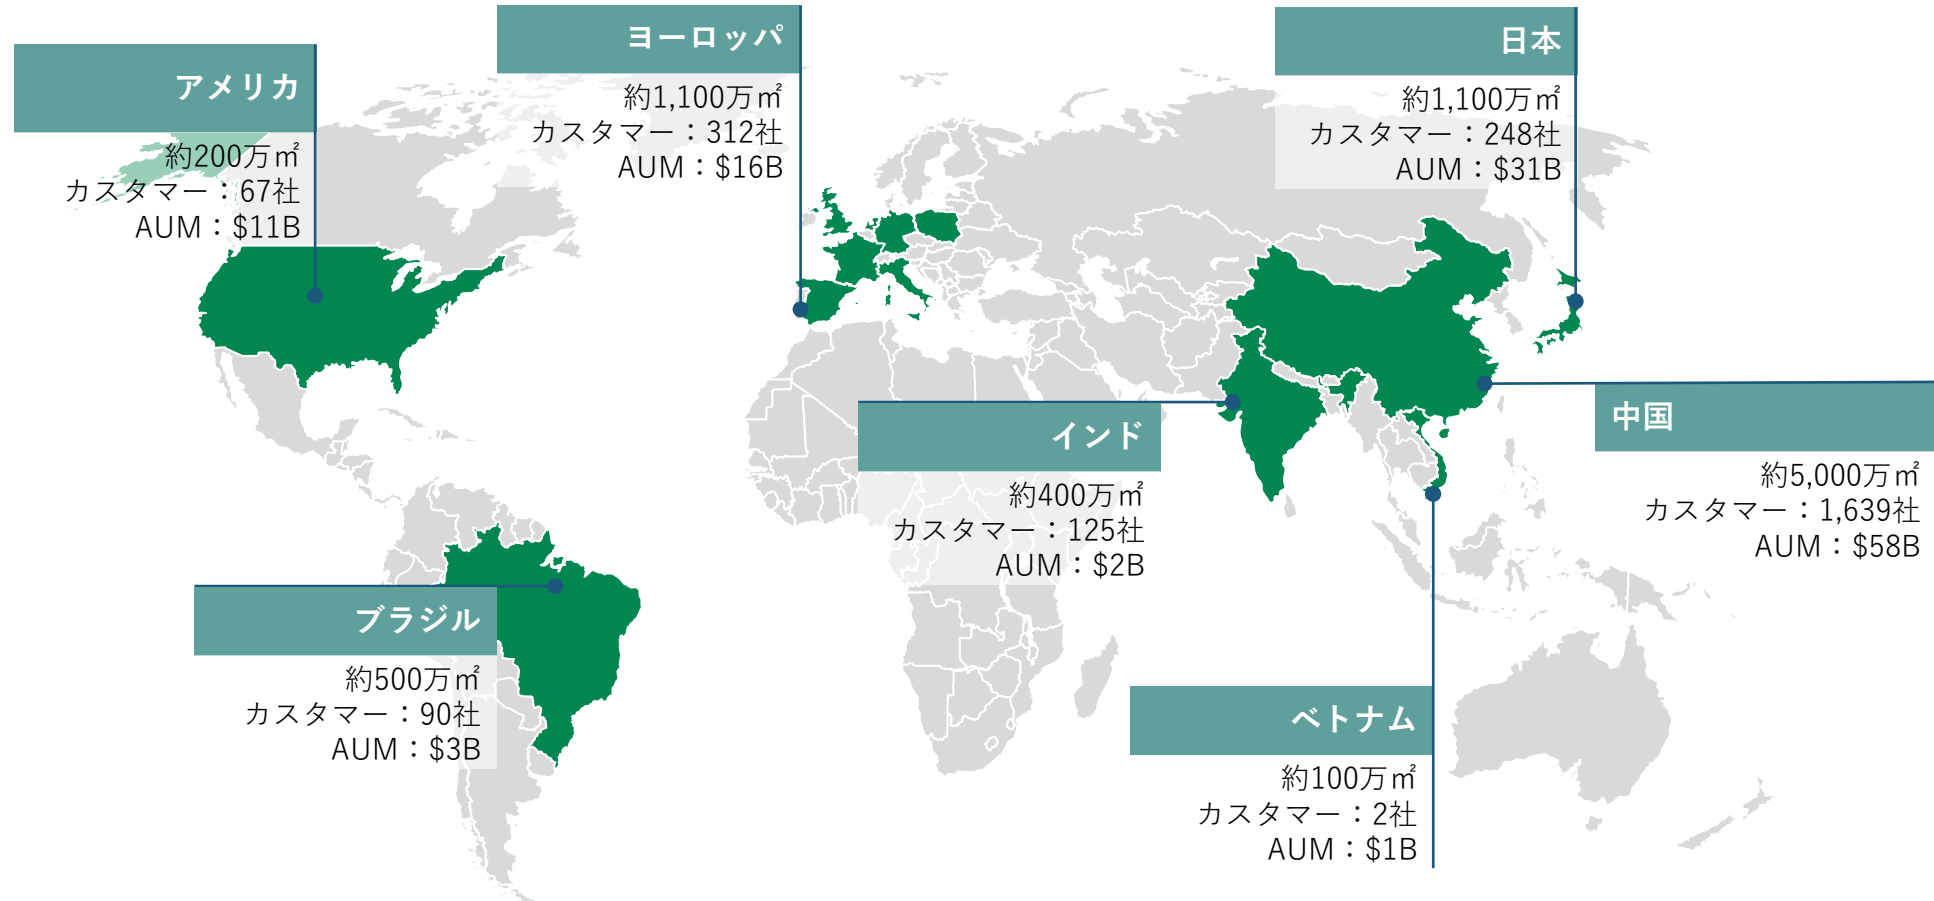 アメリカ
約200万㎡
カスタマー：67社
AUM：$11B
ヨーロッパ
約1,100万㎡
カスタマー：312社
AUM：$16B
日本
約1,100万㎡
カスタマー：248社
AUM：$31B
インド
約400万㎡
カスタマー：125社
AUM：$2B
中国
約5,000万㎡
カスタマー：1,639社
AUM：$58B
ブラジル
約500万㎡
カスタマー：90社
AUM：$3B
ベトナム
約100万㎡
カスタマー：2社
AUM：$1B